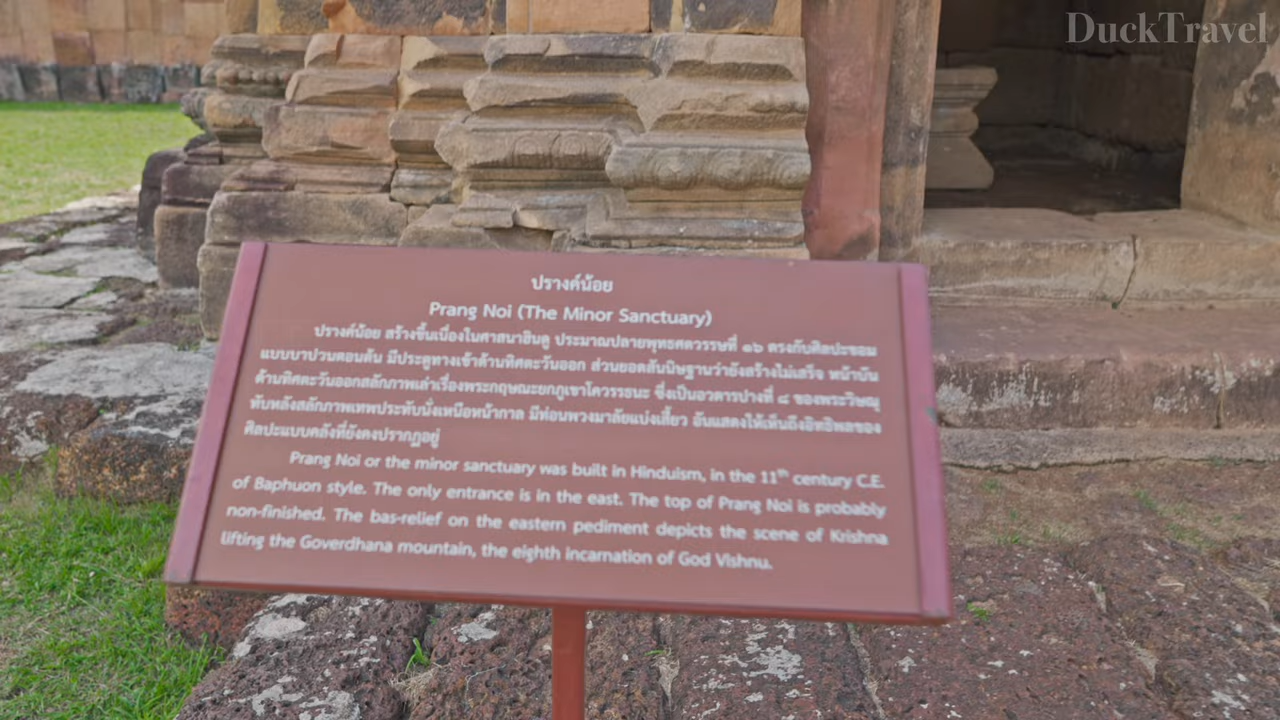 DuckTravel
ปรางค์น้อย
Prang Noi (The Minor Sanctuary)
ปรางค์น้อย สร้างขึ้นเนื่องในศาสนาฮินดู ประมาณปลายพุทธศตวรรษที่ ๑๖ ตรงกับศิลปะขอม
แบบบาปวนตอนต้น มีประตูทางเข้าด้านทิศตะวันออก ส่วนยอดสันนิษฐานว่ายังสร้างไม่เสร็จ หน้าบัน
ด้านทิศตะวันออกสลักภาพเล่าเรื่องพระกฤษณะยกภูเขาโควรรธนะ ซึ่งเป็นอวตารปางที่ ๘ ของพระวิษณุ
ทับหลังสลักภาพเทพประทับนั่งเหนือหน้ากาล มีท่อนพวงมาลัยแบ่งเสี้ยว อันแสดงให้เห็นถึงอิทธิพลของ
ศิลปะแบบคลังที่ยังคงปรากฏอยู่
Prang Noi or the minor sanctuary was built in Hinduism, in the 11th century C.E.
of Baphuon style. The only entrance is in the east. The top of Prang Noi is probably
non-finished. The bas-relief on the eastern pediment depicts the scene of Krishna
lifting the Goverdhana mountain, the eighth incarnation of God Vishnu.